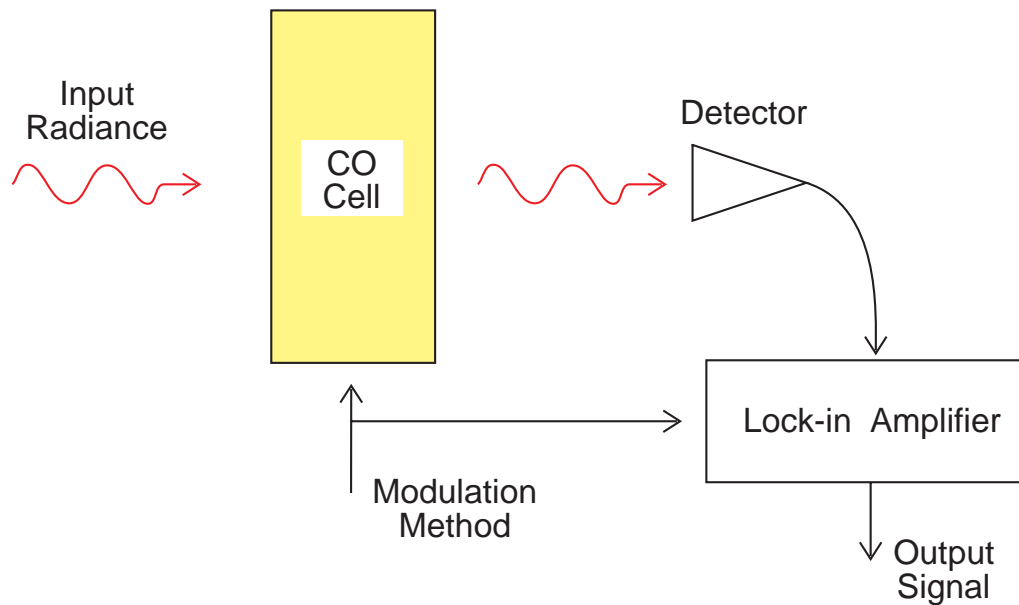 Input
Radiance
CO
Cell
Detector
Lock-in Amplifier
Modulation
Method
Output
Signal